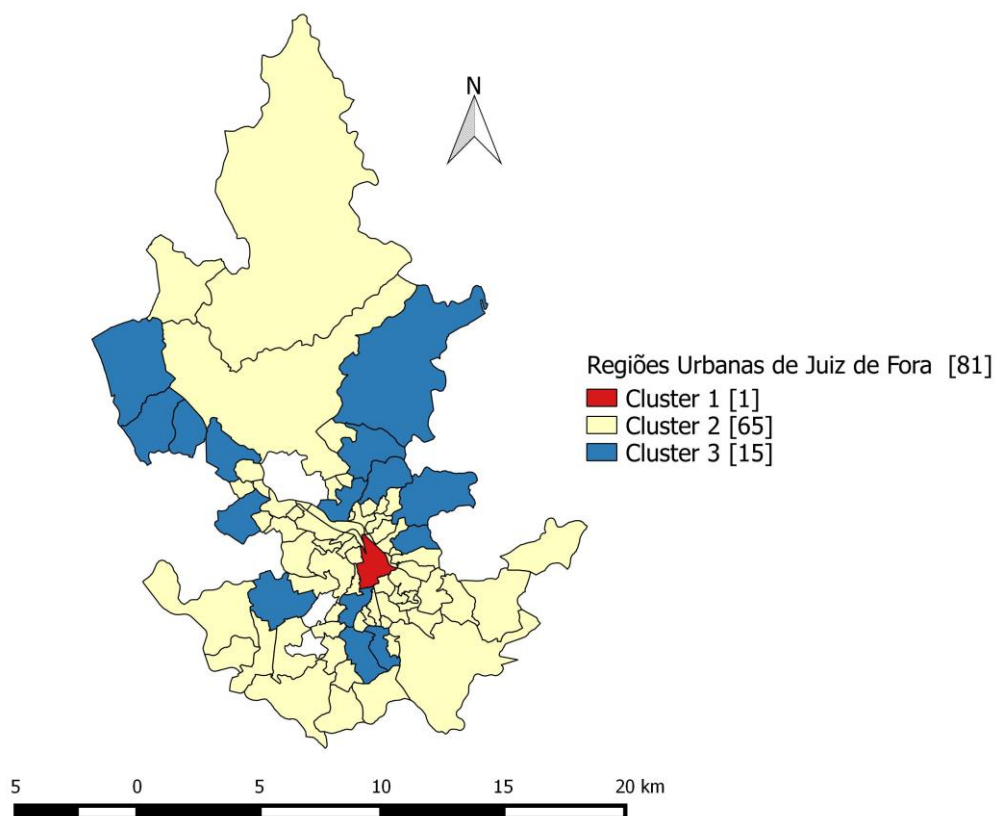 N
Regiões Urbanas de Juiz de Fora [81]
Cluster 1 [1]
Cluster 2 [65]
Cluster 3 [15]
5 0 5 10 15 20 km